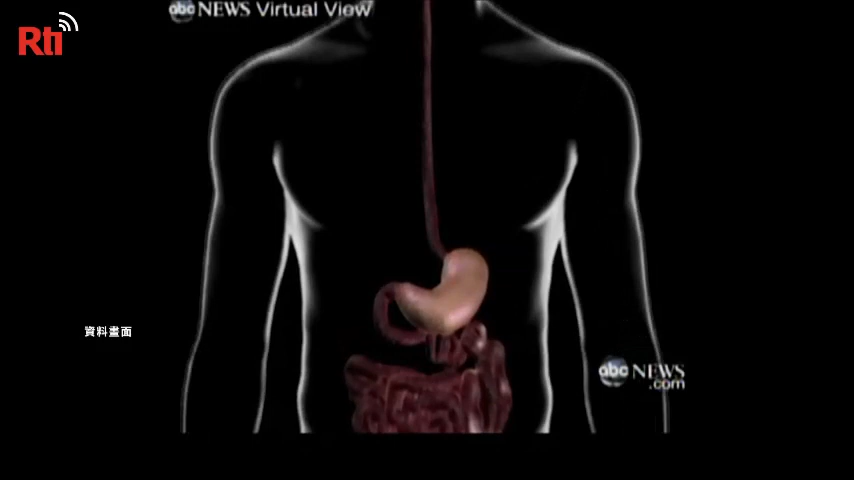 abc NEWS Virtual View
Rti
資料畫面
abc NEWS
.com